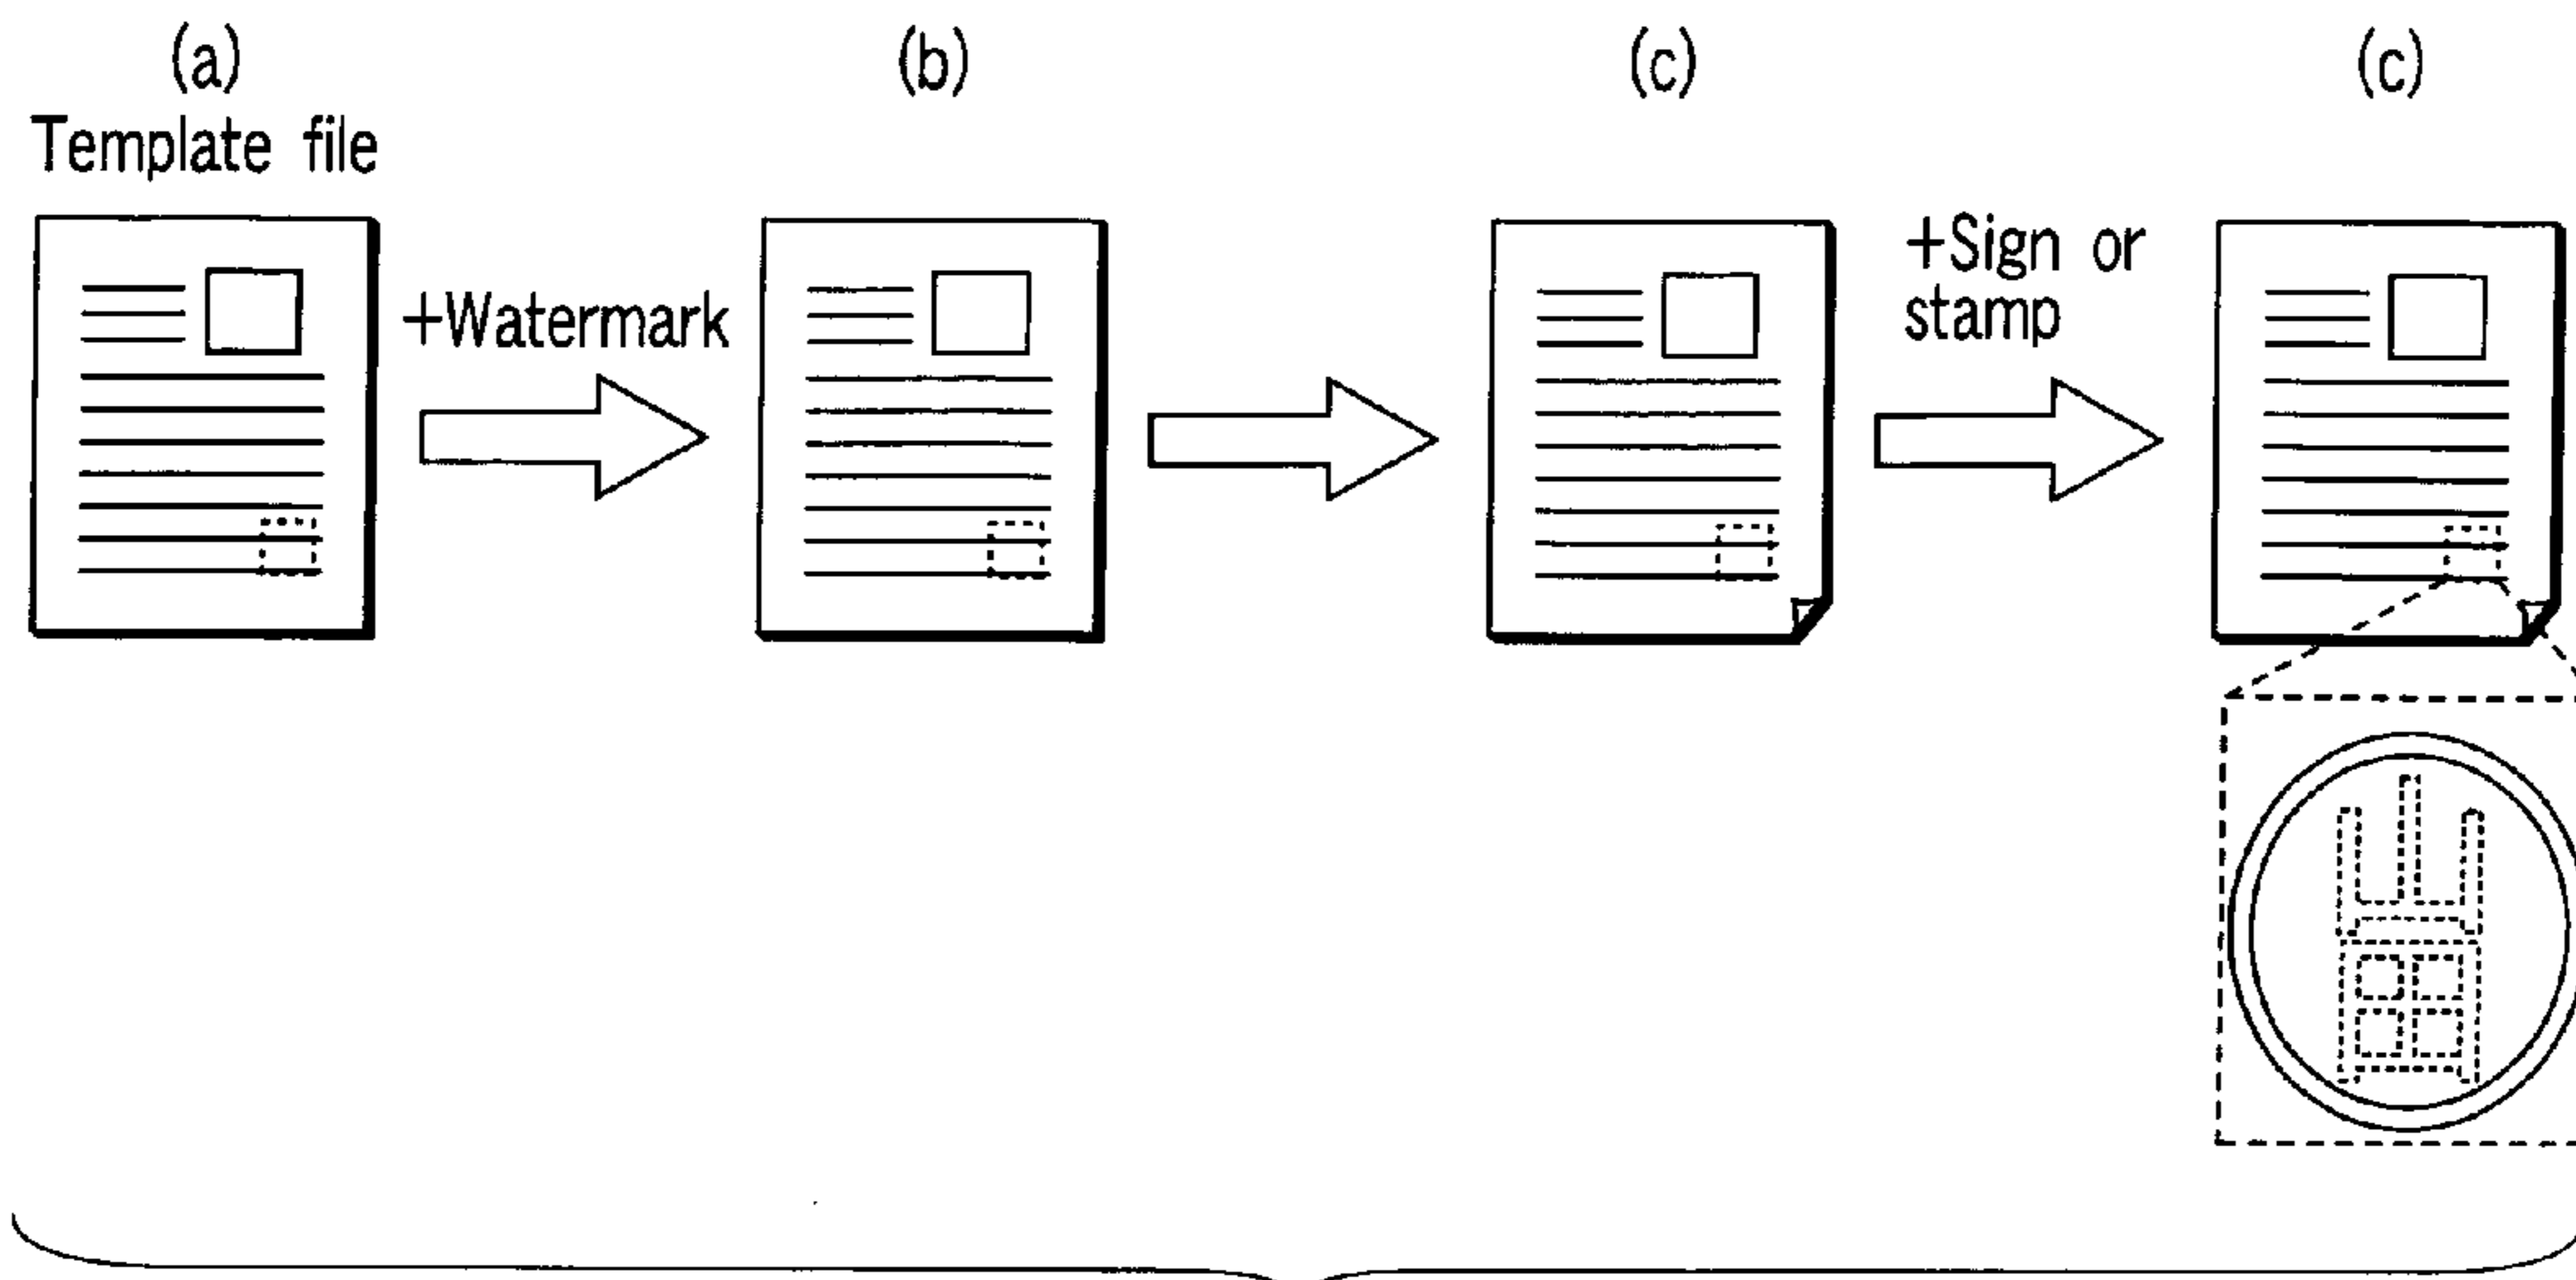 (a)
Template file
(b)
(c)
(c)
+Watermark
+Sign or
stamp